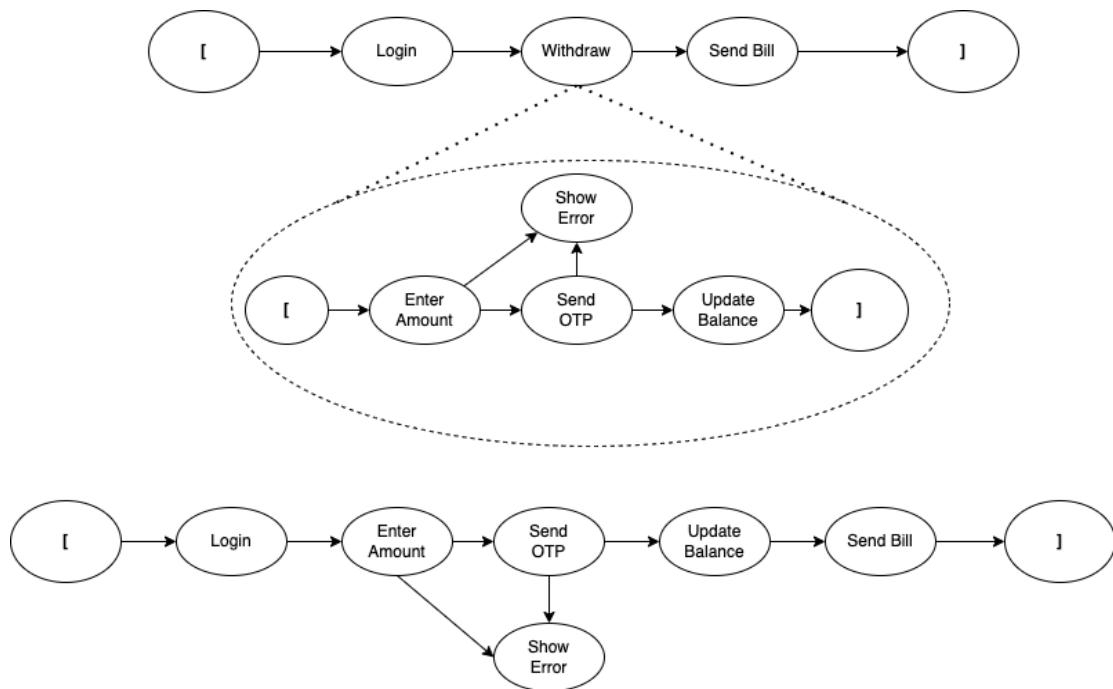 [
Login
Withdraw
Send Bill
]
Show
Error
[
Enter
Amount
Send
OTP
Update
Balance
]
[
Login
Enter
Amount
Send
OTP
Update
Balance
Send Bill
]
Show
Error